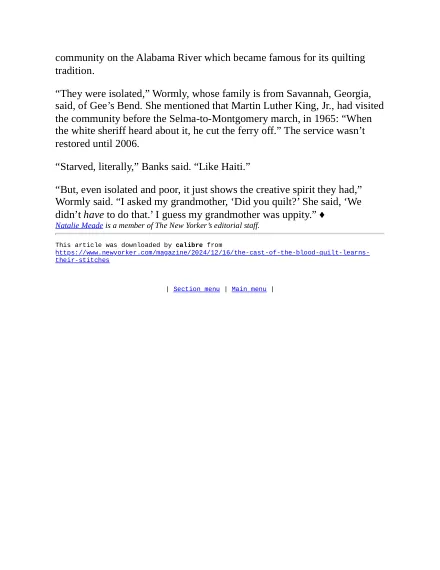 community on the Alabama River which became famous for its quilting
tradition.
“They were isolated,” Wormly, whose family is from Savannah, Georgia,
said, of Gee’s Bend. She mentioned that Martin Luther King, Jr., had visited
the community before the Selma-to-Montgomery march, in 1965: “When
the white sheriff heard about it, he cut the ferry off.” The service wasn’t
restored until 2006.
“Starved, literally,” Banks said. “Like Haiti.”
“But, even isolated and poor, it just shows the creative spirit they had,”
Wormly said. “I asked my grandmother, ‘Did you quilt?’ She said, ‘We
didn’t have to do that.’ I guess my grandmother was uppity.” ♦
Natalie Meade is a member of The New Yorker’s editorial staff.
This article was downloaded by calibre from
https://www.newyorker.com/magazine/2024/12/16/the-cast-of-the-blood-quilt-learns-
their-stitches
| Section menu | Main menu |